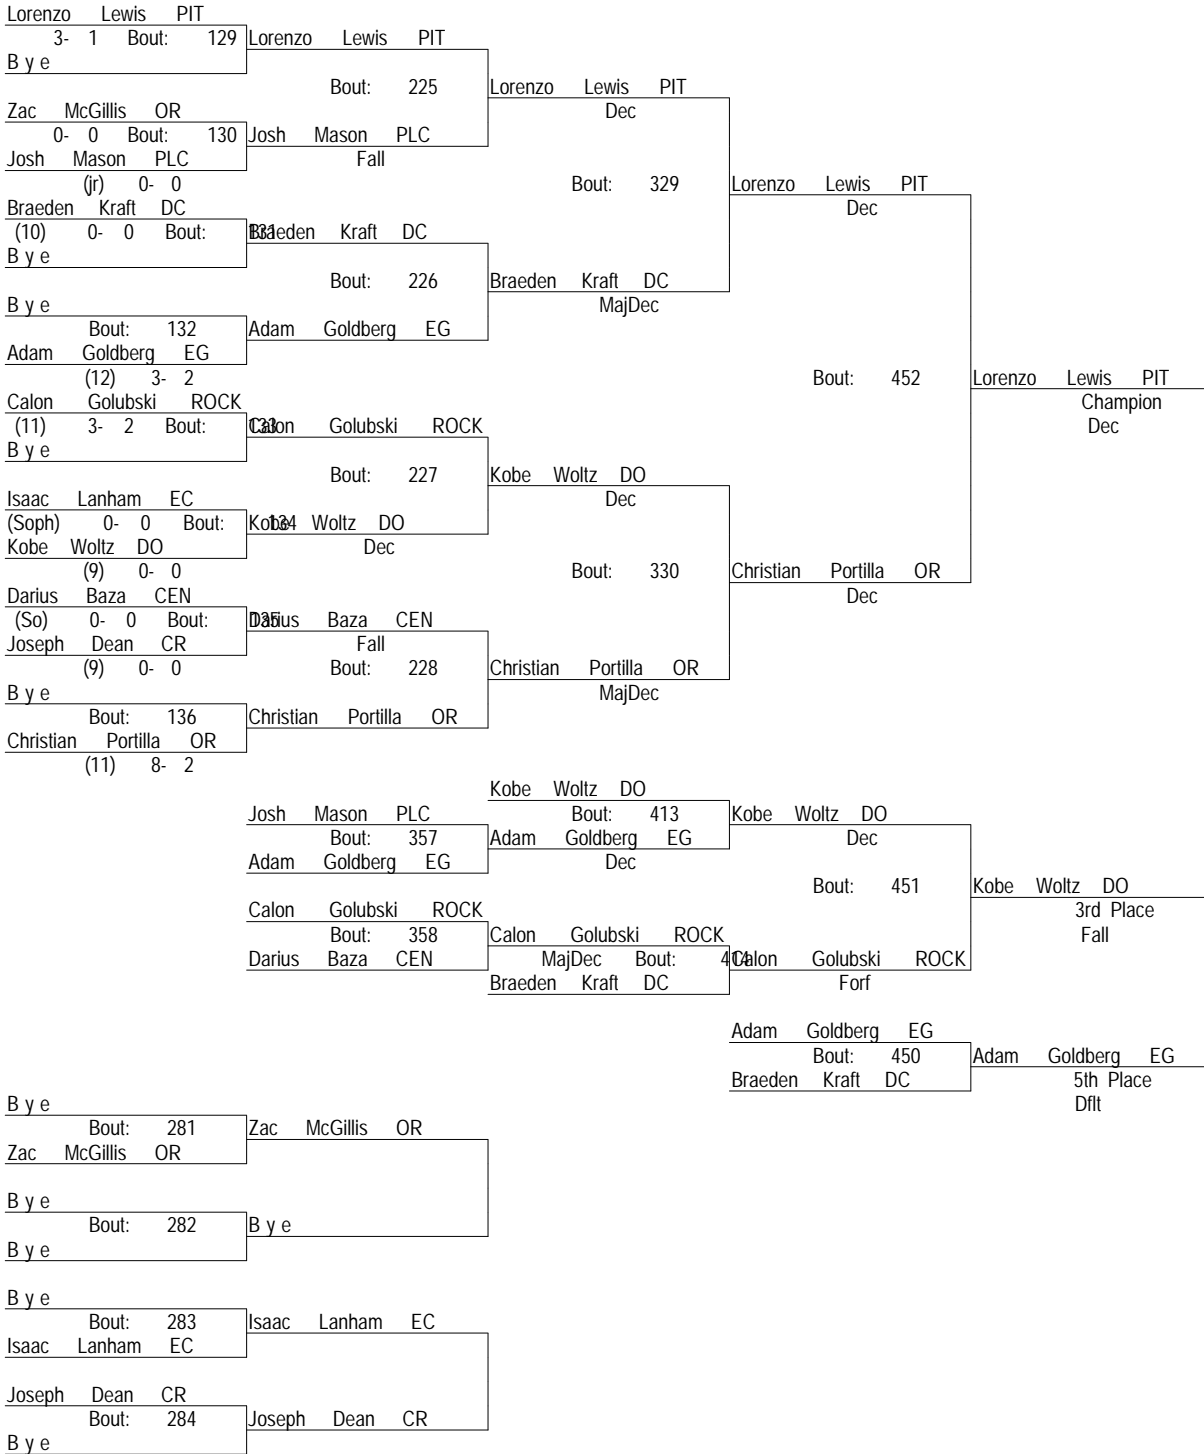 Lorenzo Lewis PIT
3- 1 Bout: 129 Lorenzo Lewis PIT
B y e
Bout: 225 Lorenzo Lewis PIT
Zac McGillis OR Dec
0- 0 Bout: 130 Josh Mason PLC
Josh Mason PLC Fall
(jr) 0- 0 Bout: 329 Lorenzo Lewis PIT
Braeden Kraft DC Dec
(10) 0- 0 Bout: 131 Braeden Kraft DC
B y e
Bout: 226 Braeden Kraft DC
B y e MajDec
Bout: 132 Adam Goldberg EG
Adam Goldberg EG
(12) 3- 2 Bout: 452 Lorenzo Lewis PIT
Calon Golubski ROCK Champion
(11) 3- 2 Bout: 133 Calon Golubski ROCK Dec
B y e
Bout: 227 Kobe Woltz DO
Isaac Lanham EC Dec
(Soph) 0- 0 Bout: 134 Kobe Woltz DO
Kobe Woltz DO Dec
(9) 0- 0 Bout: 330 Christian Portilla OR
Darius Baza CEN Dec
(So) 0- 0 Bout: 135 Darius Baza CEN
Joseph Dean CR Fall
(9) 0- 0 Bout: 228 Christian Portilla OR
B y e MajDec
Bout: 136 Christian Portilla OR
Christian Portilla OR
(11) 8- 2
Kobe Woltz DO
Josh Mason PLC Bout: 413 Kobe Woltz DO
Bout: 357 Adam Goldberg EG Dec
Adam Goldberg EG Dec
Bout: 451 Kobe Woltz DO
Calon Golubski ROCK 3rd Place
Bout: 358 Calon Golubski ROCK Fall
Darius Baza CEN MajDec Bout: 414 Calon Golubski ROCK
Braeden Kraft DC Forf
Adam Goldberg EG
Bout: 450 Adam Goldberg EG
Braeden Kraft DC 5th Place
B y e Dflt
Bout: 281 Zac McGillis OR
Zac McGillis OR
B y e
Bout: 282 B y e
B y e
B y e
Bout: 283 Isaac Lanham EC
Isaac Lanham EC
Joseph Dean CR
Bout: 284 Joseph Dean CR
B y e